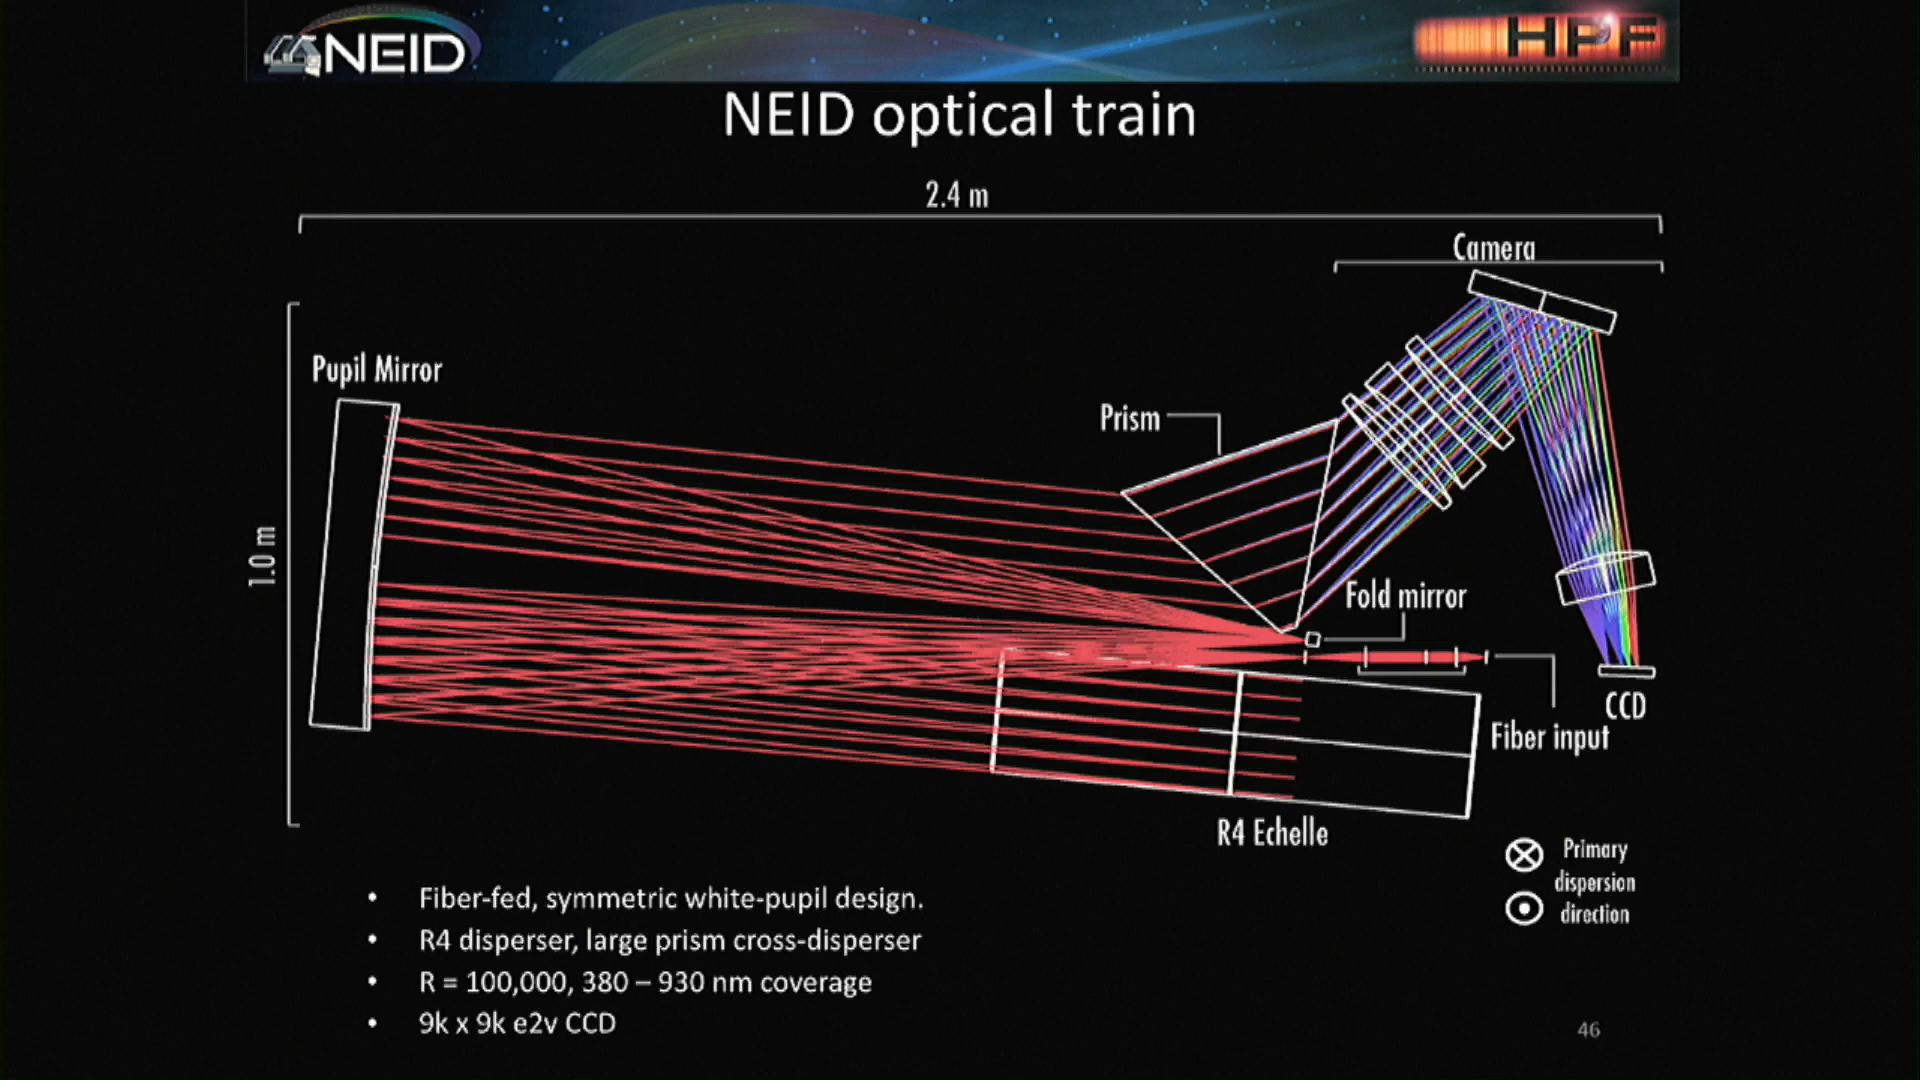 NEID
HPF
NEID optical train
2.4 m
Camera
Pupil Mirror
Prism
1.0 m
Fold mirror
CCD
Fiber input
R4 Echelle
Primary
dispersion
direction
• Fiber-fed, symmetric white-pupil design.
• R4 disperser, large prism cross-disperser
• R = 100,000, 380 – 930 nm coverage
• 9k x 9k e2v CCD
46